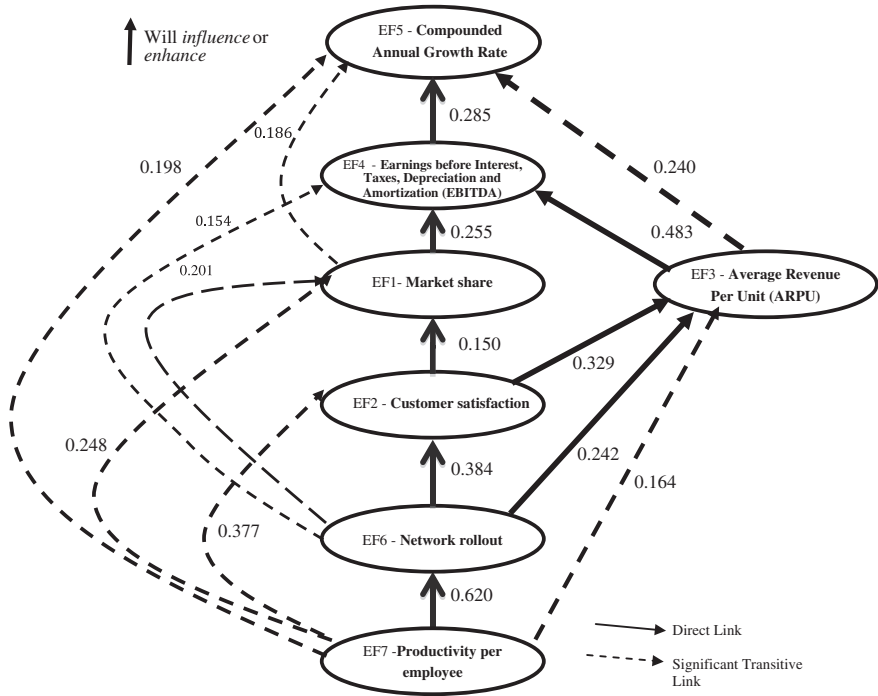 Will influence or
enhance
EF5 - Compounded
Annual Growth Rate
0.285
0.186
0.198
0.240
EF4 - Earnings before Interest,
Taxes, Depreciation and
Amortization (EBITDA)
0.154
0.255
0.483
0.201
EF1- Market share
EF3 - Average Revenue
Per Unit (ARPU)
0.150
0.329
EF2 - Customer satisfaction
0.248
0.384
0.242
0.164
0.377
EF6 - Network rollout
0.620
EF7 -Productivity per
employee
Direct Link
Significant Transitive
Link